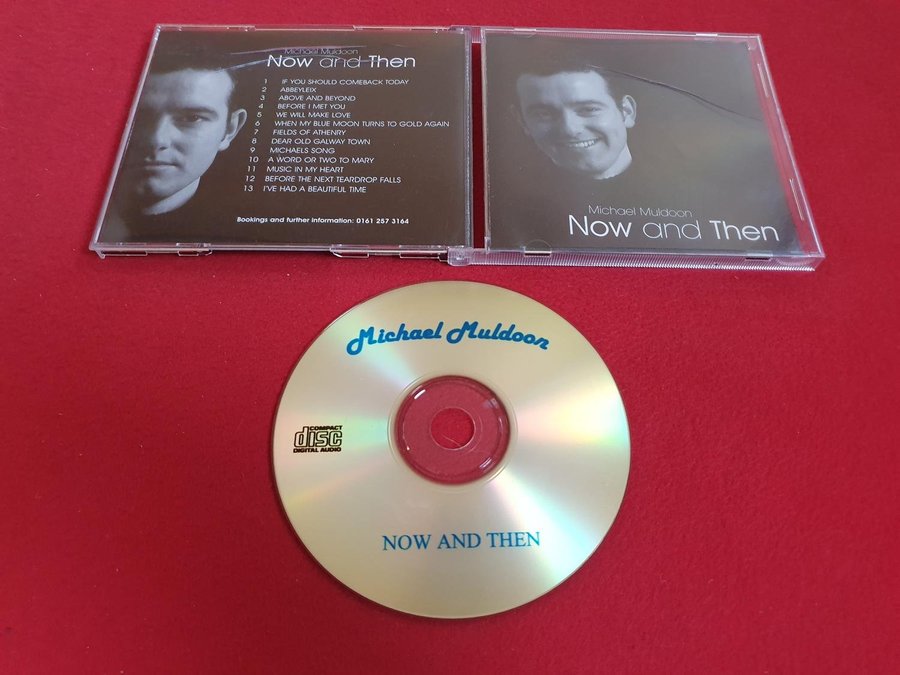 Michael Muldoon
Now and Then
1 IF YOU SHOULD COMEBACK TODAY
2 ABBEYLEIX
3 ABOVE AND BEYOND
4 BEFORE I MET YOU
5 WE WILL MAKE LOVE
6 WHEN MY BLUE MOON TURNS TO GOLD AGAIN
7 FIELDS OF ATHENRY
8 DEAR OLD GALWAY TOWN
9 MICHAELS SONG
10 A WORD OR TWO TO MARY
11 MUSIC IN MY HEART
12 BEFORE THE NEXT TEARDROP FALLS
13 I'VE HAD A BEAUTIFUL TIME
Bookings and further information: 0161 257 3164
Michael Muldoon
Now and Then
Michael Muldoon
COMPACT
disc
DIGITAL AUDIO
NOW AND THEN